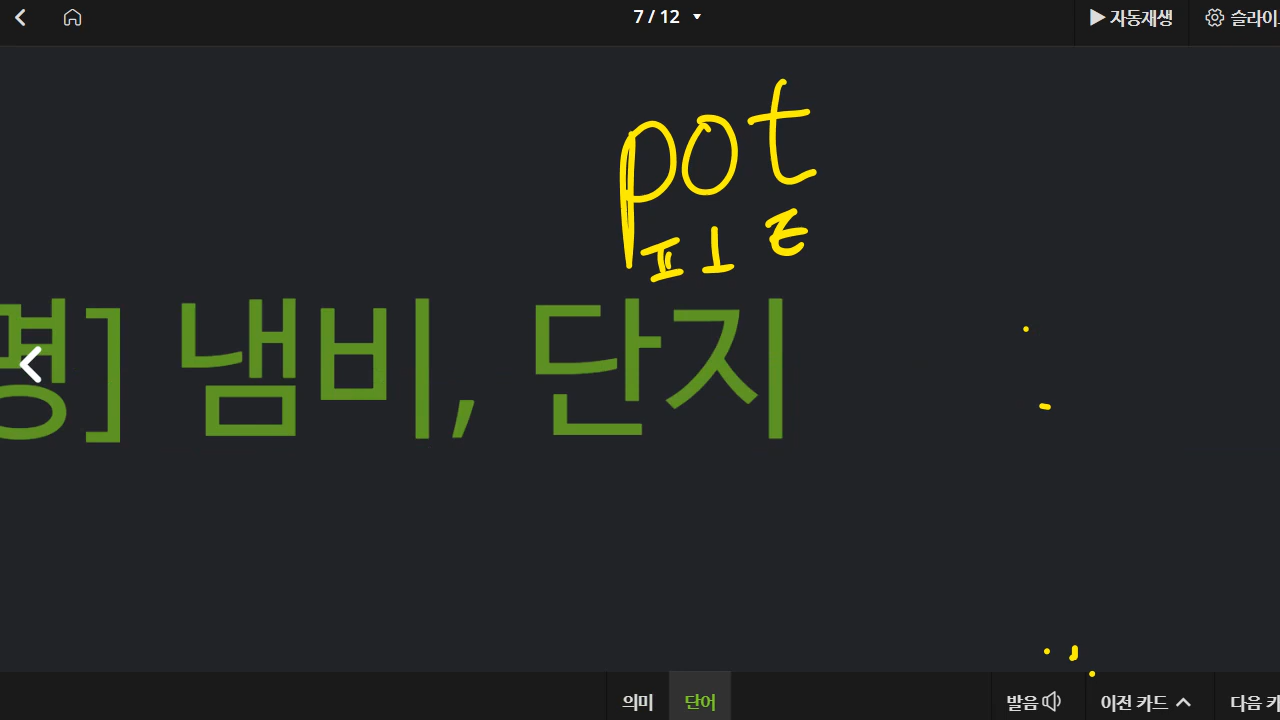 7 / 12
자동재생
슬라이
pot
ㅍㅗㅌ
명] 냄비, 단지
의미
단어
발음
이전 카드
다음 카